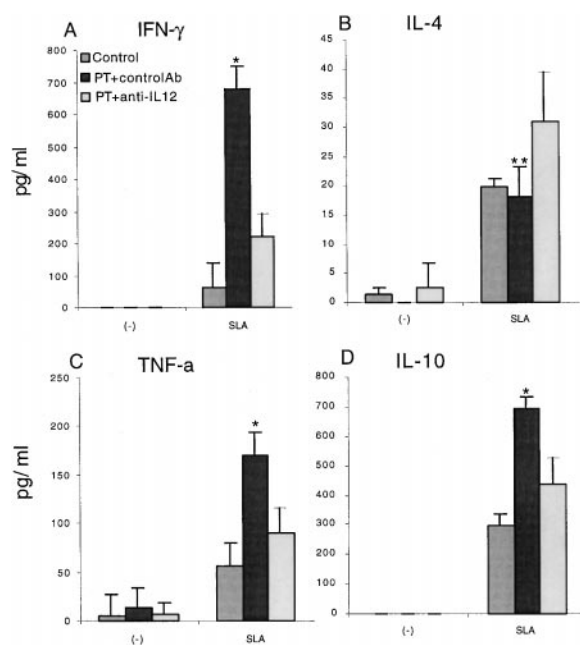 A
IFN-γ
Control
PT+controlAb
PT+anti-IL12
*
pg/ml
800
700
600
500
400
300
200
100
0
(-)
SLA
B
IL-4
**
45
40
35
30
25
20
15
10
5
0
(-)
SLA
C
TNF-a
*
pg/ml
250
200
150
100
50
0
(-)
SLA
D
IL-10
*
800
700
600
500
400
300
200
100
0
(-)
SLA